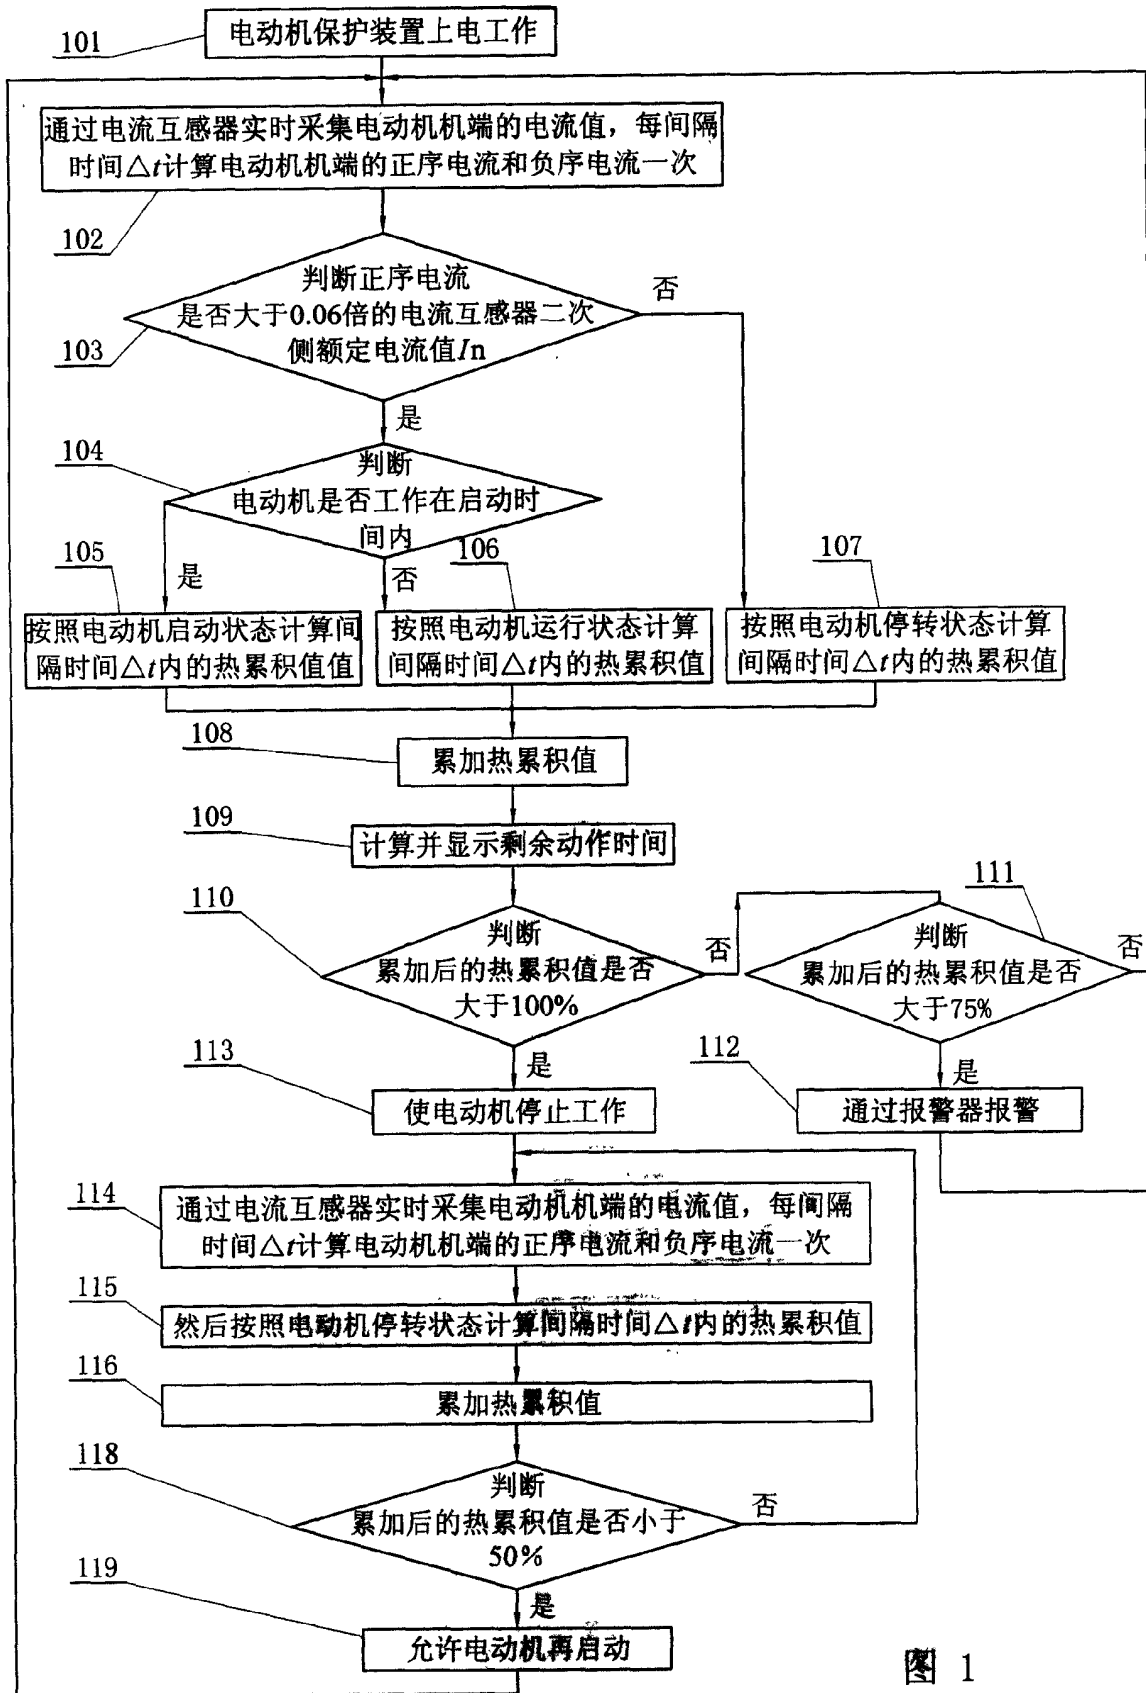 101
电动机保护装置上电工作
通过电流互感器实时采集电动机机端的电流值，每间隔
时间△t计算电动机机端的正序电流和负序电流一次
102
判断正序电流
是否大于0.06倍的电流互感器二次
侧额定电流值In
否
103
是
104
判断
电动机是否工作在启动时
间内
105
是
否
106
107
按照电动机启动状态计算间
隔时间△t内的热累积值值
按照电动机运行状态计算
间隔时间△t内的热累积值
按照电动机停转状态计算
间隔时间△t内的热累积值
108
累加热累积值
109
计算并显示剩余动作时间
110
判断
累加后的热累积值是否
大于100%
否
111
判断
累加后的热累积值是否
大于75%
否
113
是
使电动机停止工作
112
是
通过报警器报警
114
通过电流互感器实时采集电动机机端的电流值，每间隔
时间△t计算电动机机端的正序电流和负序电流一次
115
然后按照电动机停转状态计算间隔时间△t内的热累积值
116
累加热累积值
118
判断
累加后的热累积值是否小于
50%
否
119
是
允许电动机再启动
图 1